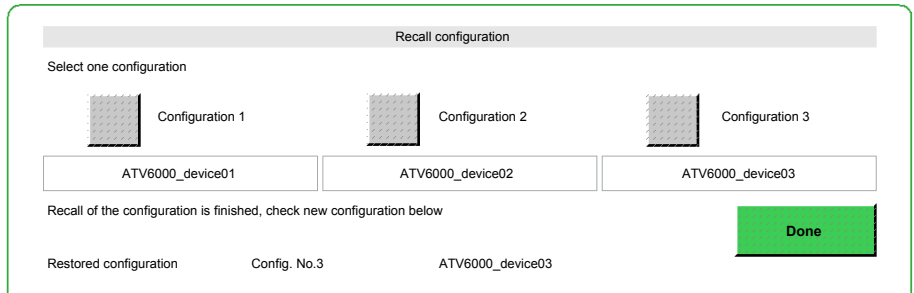 Recall configuration
Select one configuration
Configuration 1 Configuration 2 Configuration 3
ATV6000_device01 ATV6000_device02 ATV6000_device03
Recall of the configuration is finished, check new configuration below
Done
Restored configuration Config. No.3 ATV6000_device03